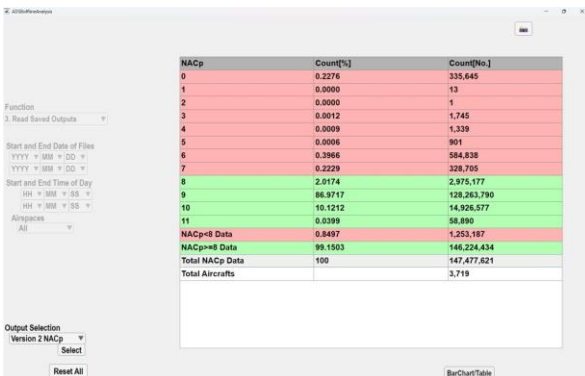 ADSBofflineAnalysis
Function
3. Read Saved Outputs
Start and End Date of Files
YYYY MM DD
YYYY MM DD
Start and End Time of Day
HH MM SS
HH MM SS
Airspaces
All
Output Selection
Version 2 NACp
Select
Reset All
NACp Count[%] Count[No.]
0 0.2276 335,645
1 0.0000 13
2 0.0000 1
3 0.0012 1,745
4 0.0009 1,339
5 0.0006 901
6 0.3966 584,838
7 0.2229 328,705
8 2.0174 2,975,177
9 86.9717 128,263,790
10 10.1212 14,926,577
11 0.0399 58,890
NACp<8 Data 0.8497 1,253,187
NACp>=8 Data 99.1503 146,224,434
Total NACp Data 100 147,477,621
Total Aircrafts 3,719
BarChart/Table